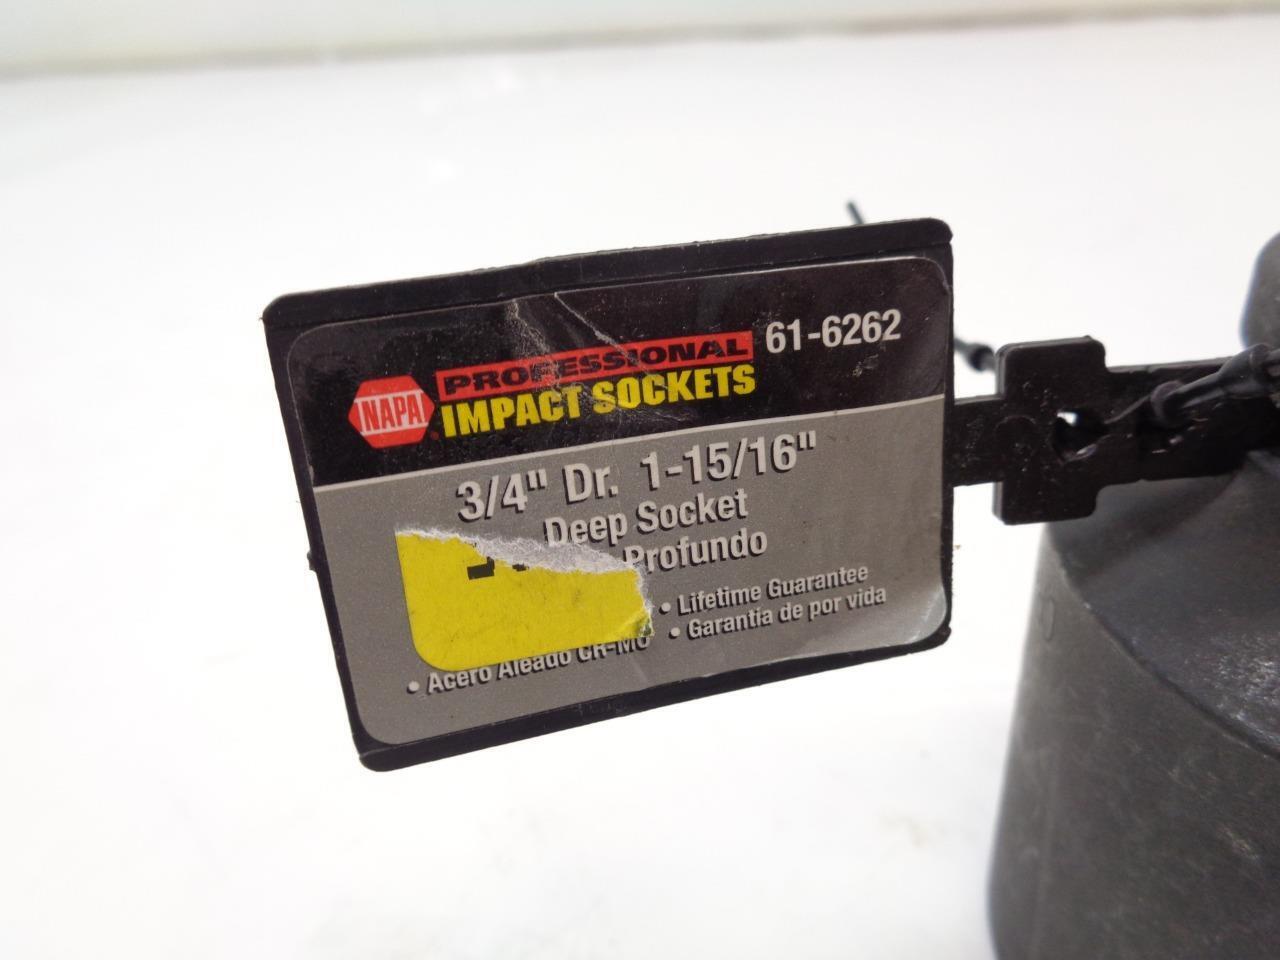 NAPA
PROFESSIONAL
IMPACT SOCKETS
61-6262
3/4" Dr. 1-15/16"
Deep Socket
Profundo
• Lifetime Guarantee
• Garantia de por vida
• Acero Aleado CR-MO